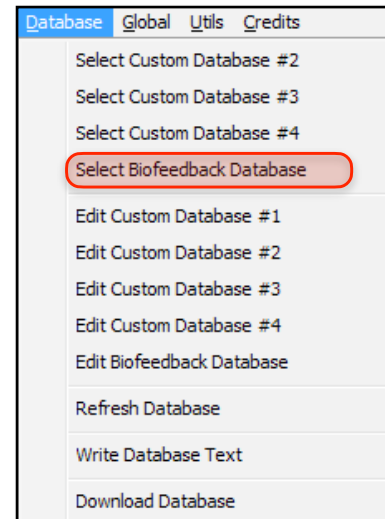 Database Global Utils Credits
Select Custom Database #2
Select Custom Database #3
Select Custom Database #4
Select Biofeedback Database
Edit Custom Database #1
Edit Custom Database #2
Edit Custom Database #3
Edit Custom Database #4
Edit Biofeedback Database
Refresh Database
Write Database Text
Download Database